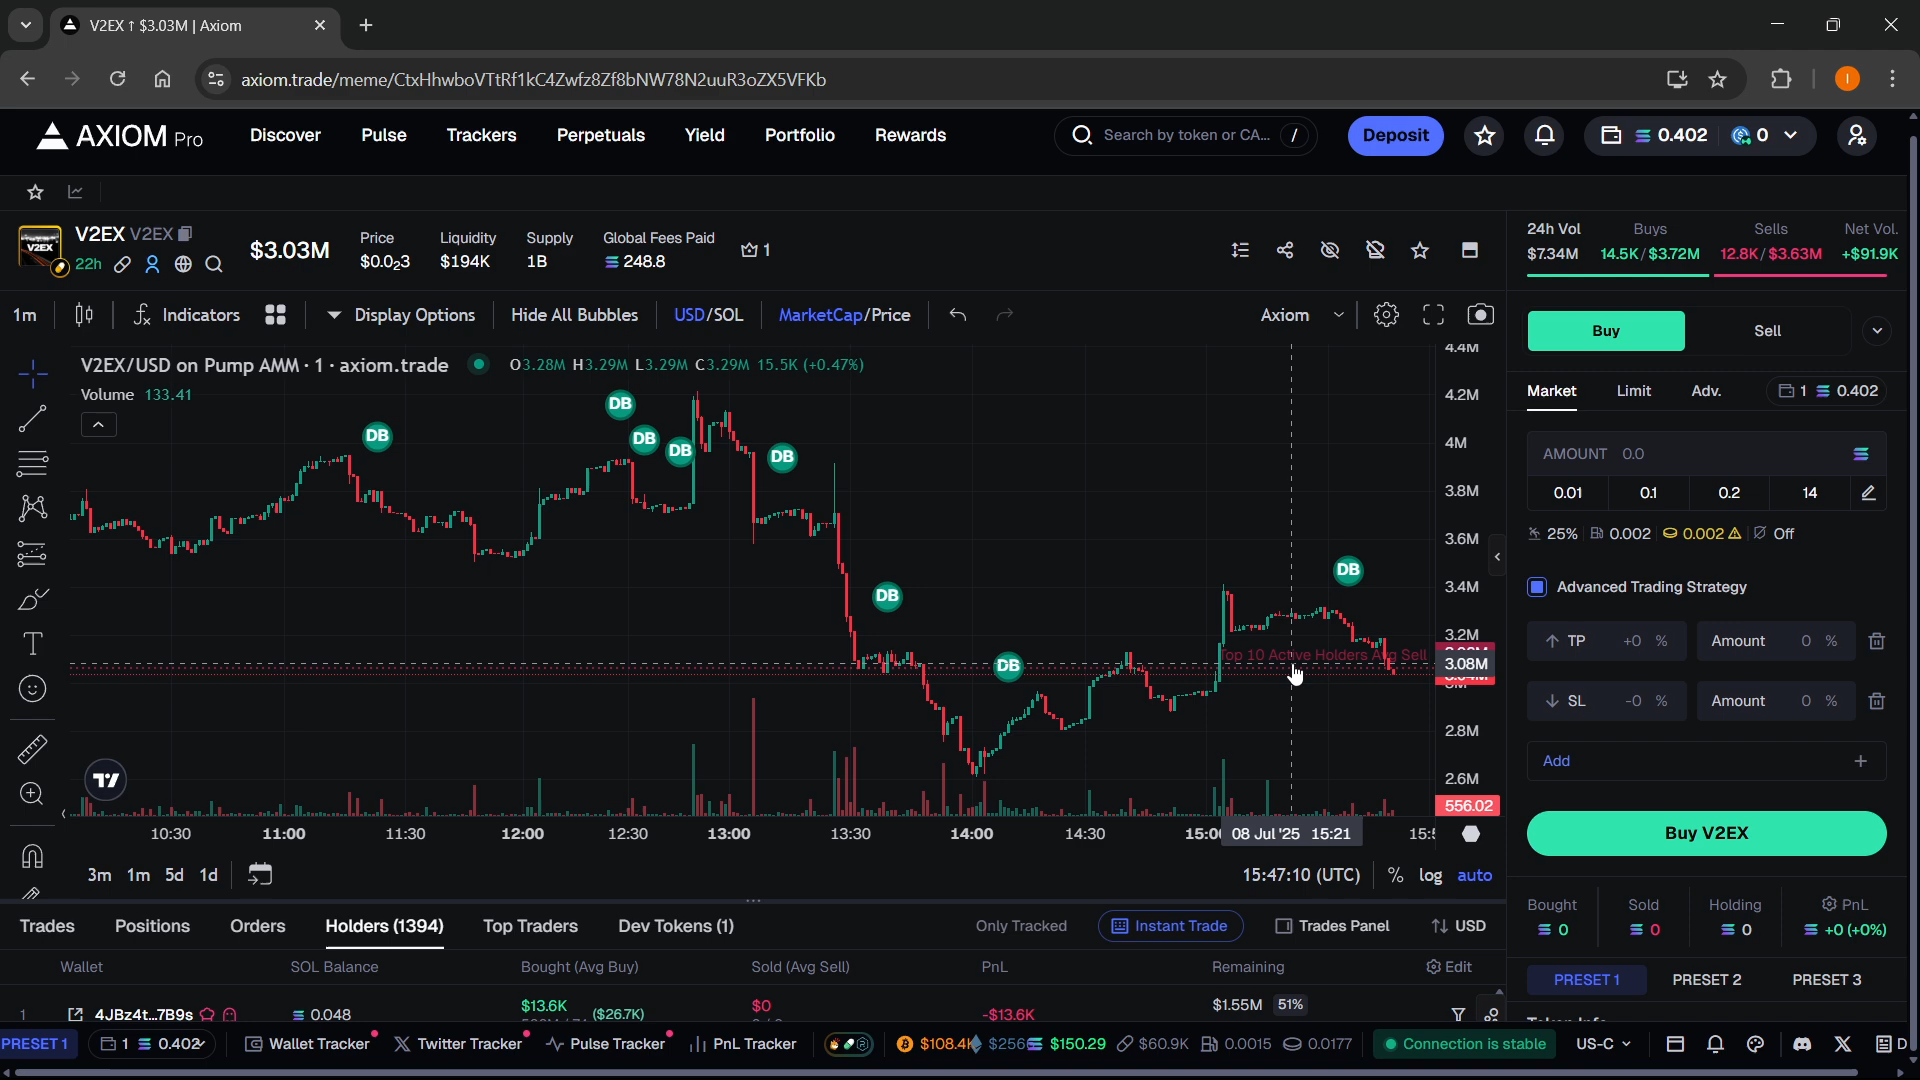 V2EX ↑ $3.03M | Axiom
axiom.trade/meme/CtxHhwboVTtRf1kC4Zwfz8Zf8bNW78N2uuR3oZX5VFKb
AXIOM Pro Discover Pulse Trackers Perpetuals Yield Portfolio Rewards Search by token or CA... / Deposit 0.402 0
V2EX V2EX
22h
$3.03M
Price
$0.0₂3
Liquidity
$194K
Supply
1B
Global Fees Paid
248.8
1
24h Vol Buys Sells Net Vol.
$7.34M 14.5K/$3.72M 12.8K/$3.63M +$91.9K
1m Indicators Display Options Hide All Bubbles USD/SOL MarketCap/Price Axiom
Buy Sell
V2EX/USD on Pump AMM · 1 · axiom.trade O3.28M H3.29M L3.29M C3.29M 15.5K (+0.47%)
Volume 133.41
DB
DB
DB
DB
DB
DB
DB
DB
Top 10 Active Holders Avg Sell
4.4M
4.2M
4M
3.8M
3.6M
3.4M
3.2M
3.08M
2.8M
2.6M
556.02
10:30 11:00 11:30 12:00 12:30 13:00 13:30 14:00 14:30 15:00 08 Jul '25 15:21
3m 1m 5d 1d 15:47:10 (UTC) % log auto
Market Limit Adv. 1 0.402
AMOUNT 0.0
0.01 0.1 0.2 14
25% 0.002 0.002 Off
Advanced Trading Strategy
TP +0 % Amount 0 %
SL -0 % Amount 0 %
Add +
Buy V2EX
Bought Sold Holding PnL
0 0 0 +0 (+0%)
PRESET 1 PRESET 2 PRESET 3
Trades Positions Orders Holders (1394) Top Traders Dev Tokens (1) Only Tracked Instant Trade Trades Panel USD
Wallet SOL Balance Bought (Avg Buy) Sold (Avg Sell) PnL Remaining Edit
1 4JBz4t...7B9s 0.048 $13.6K ($26.7K) $0 -$13.6K $1.55M 51%
PRESET 1 1 0.402 Wallet Tracker Twitter Tracker Pulse Tracker PnL Tracker $108.4K $256 $150.29 $60.9K 0.0015 0.0177 Connection is stable US-C